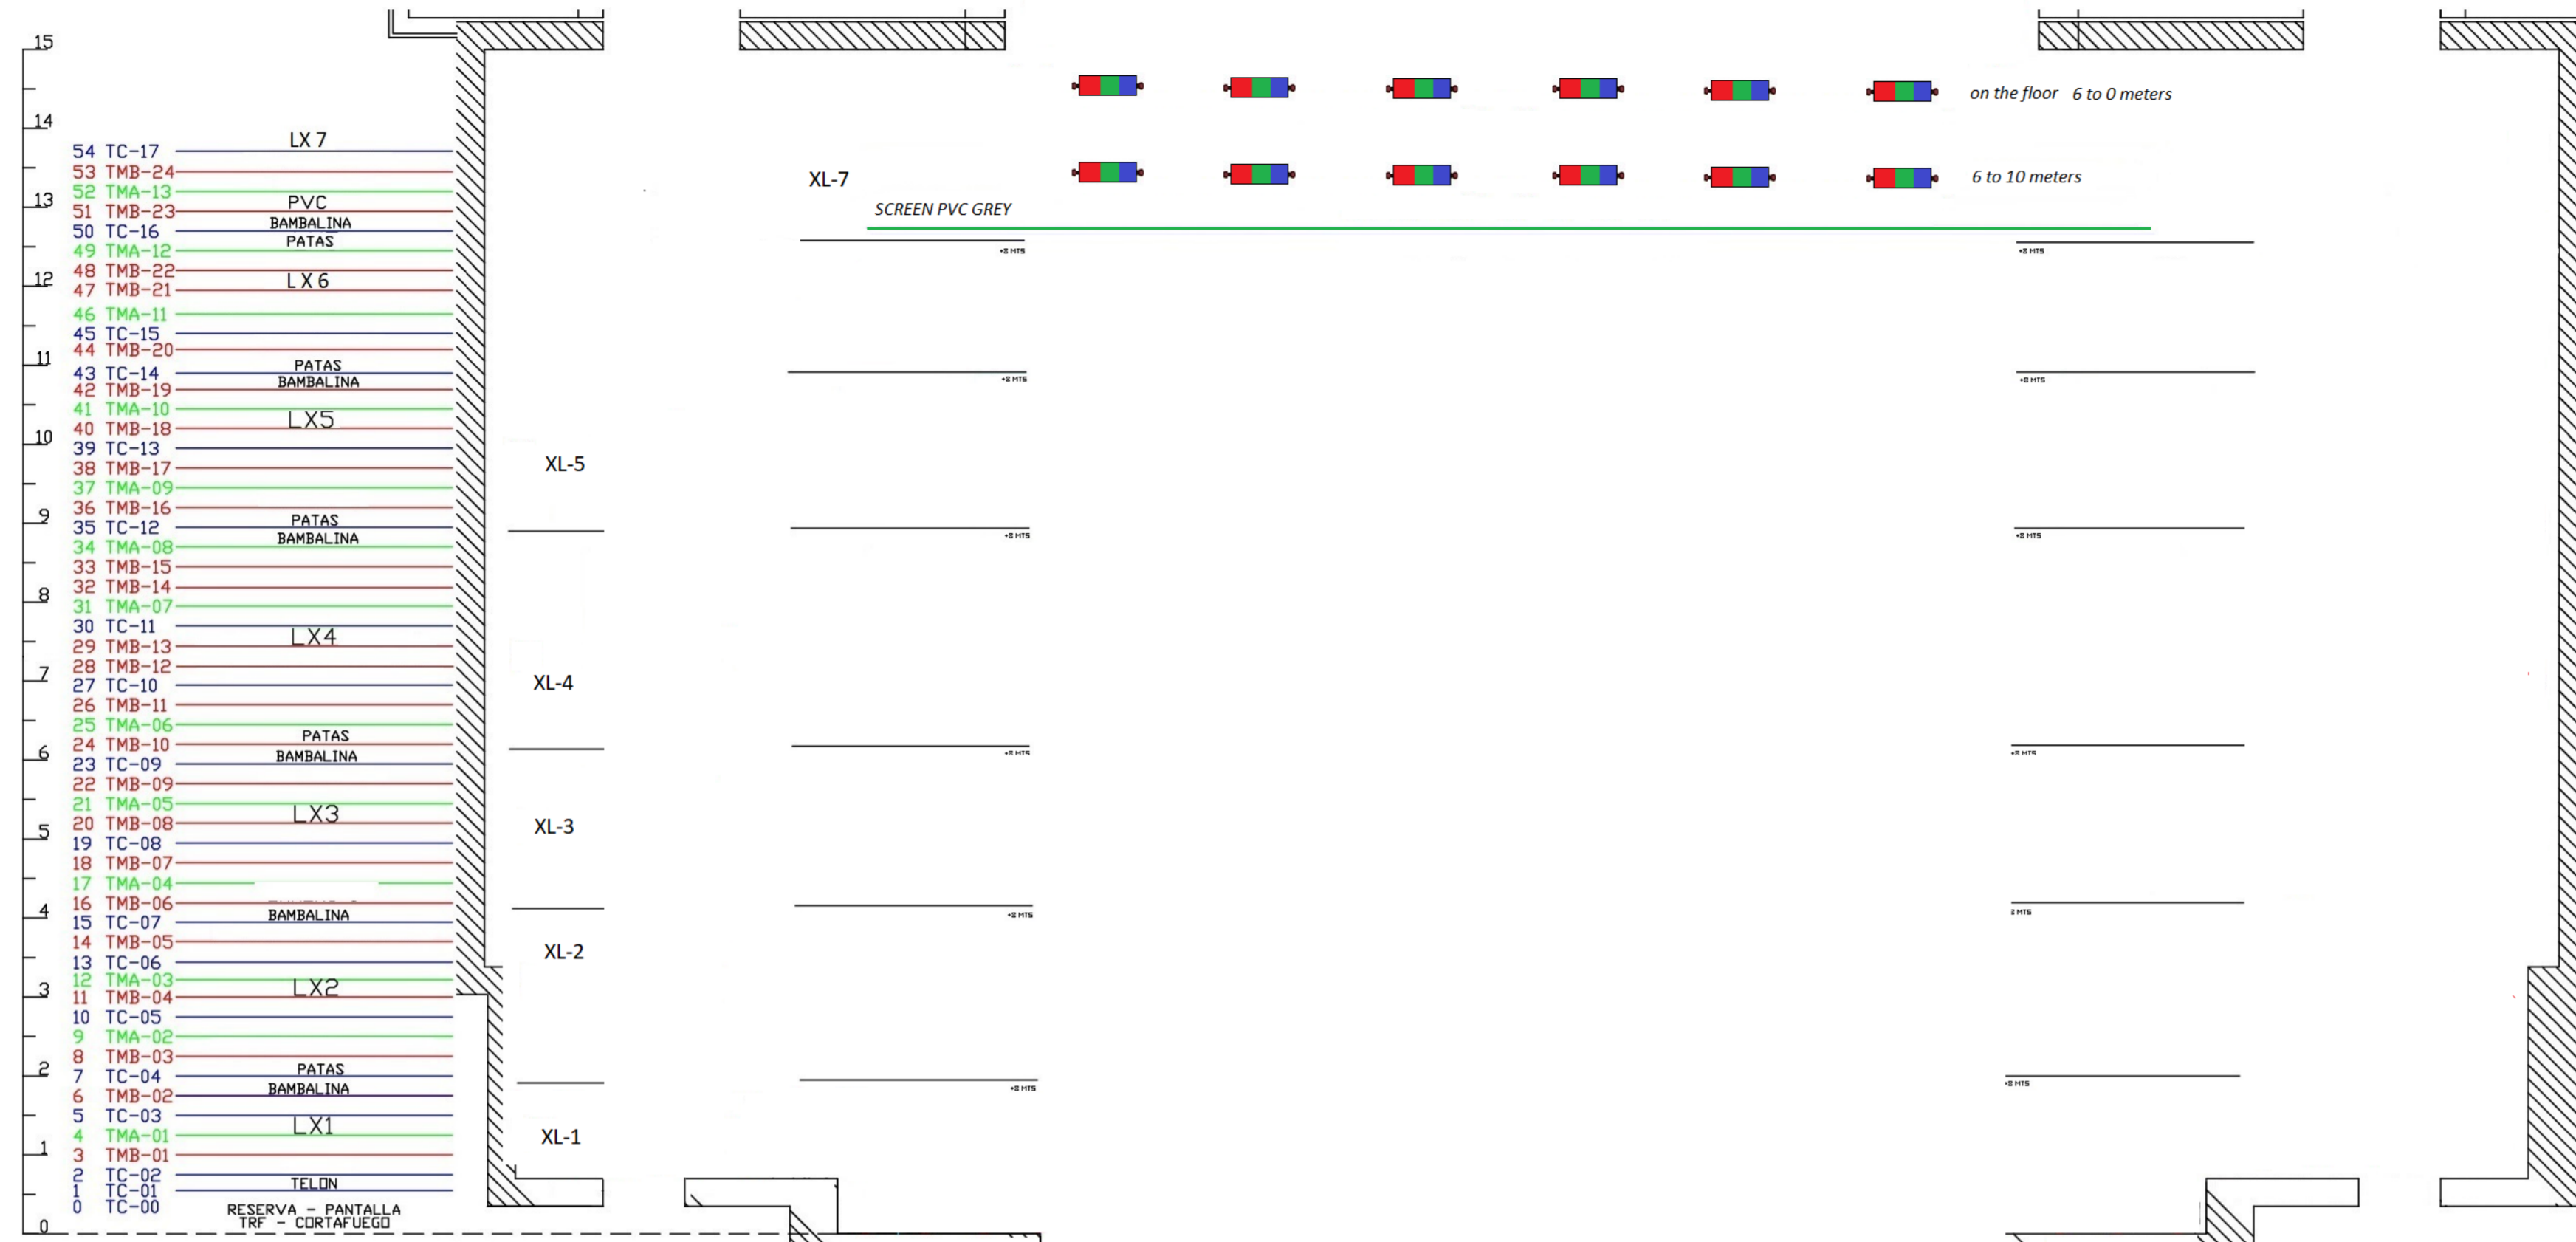 15
14
13
12
11
10
9
8
7
6
5
4
3
2
1
0
54 TC-17
LX 7
53 TMB-24
52 TMA-13
51 TMB-23
PVC
BAMBALINA
50 TC-16
PATAS
49 TMA-12
48 TMB-22
LX 6
47 TMB-21
46 TMA-11
45 TC-15
44 TMB-20
PATAS
43 TC-14
BAMBALINA
42 TMB-19
41 TMA-10
LX5
40 TMB-18
39 TC-13
38 TMB-17
37 TMA-09
36 TMB-16
PATAS
35 TC-12
BAMBALINA
34 TMA-08
33 TMB-15
32 TMB-14
31 TMA-07
30 TC-11
LX4
29 TMB-13
28 TMB-12
27 TC-10
26 TMB-11
25 TMA-06
PATAS
24 TMB-10
BAMBALINA
23 TC-09
22 TMB-09
21 TMA-05
LX3
20 TMB-08
19 TC-08
18 TMB-07
17 TMA-04
16 TMB-06
BAMBALINA
15 TC-07
14 TMB-05
13 TC-06
12 TMA-03
LX2
11 TMB-04
10 TC-05
9 TMA-02
8 TMB-03
PATAS
7 TC-04
BAMBALINA
6 TMB-02
5 TC-03
LX1
4 TMA-01
3 TMB-01
2 TC-02
TELON
1 TC-01
0 TC-00
RESERVA - PANTALLA
TRF - CORTAFUEGO
on the floor 6 to 0 meters
XL-7
6 to 10 meters
SCREEN PVC GREY
XL-5
XL-4
XL-3
XL-2
XL-1